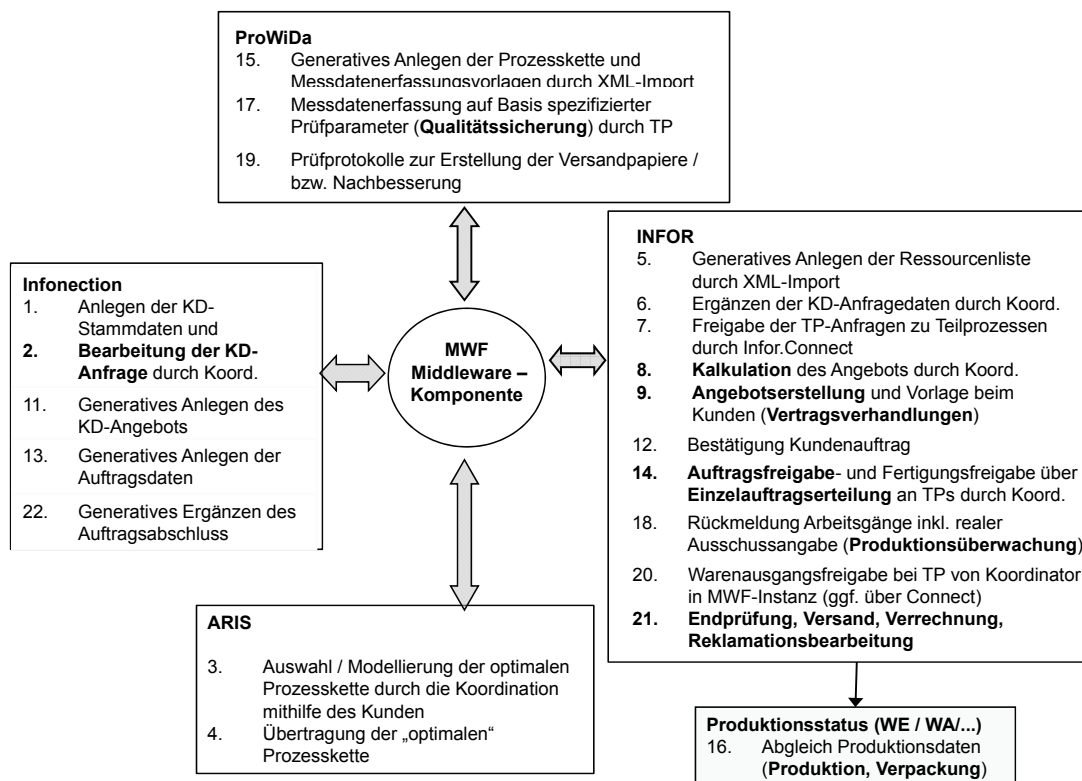 ProWiDa
15. Generatives Anlegen der Prozesskette und
Messdatenerfassungsvorlagen durch XML-Import
17. Messdatenerfassung auf Basis spezifizierter
Prüfparameter (Qualitätssicherung) durch TP
19. Prüfprotokolle zur Erstellung der Versandpapiere /
bzw. Nachbesserung
Infonection
1. Anlegen der KD-
Stammdaten und
2. Bearbeitung der KD-
Anfrage durch Koord.
11. Generatives Anlegen des
KD-Angebots
13. Generatives Anlegen der
Auftragsdaten
22. Generatives Ergänzen des
Auftragsabschluss
MWF
Middleware –
Komponente
INFOR
5. Generatives Anlegen der Ressourcenliste
durch XML-Import
6. Ergänzen der KD-Anfragedaten durch Koord.
7. Freigabe der TP-Anfragen zu Teilprozessen
durch Infor.Connect
8. Kalkulation des Angebots durch Koord.
9. Angebotserstellung und Vorlage beim
Kunden (Vertragsverhandlungen)
12. Bestätigung Kundenauftrag
14. Auftragsfreigabe- und Fertigungsfreigabe über
Einzelauftragserteilung an TPs durch Koord.
18. Rückmeldung Arbeitsgänge inkl. realer
Ausschussangabe (Produktionsüberwachung)
20. Warenausgangsfreigabe bei TP von Koordinator
in MWF-Instanz (ggf. über Connect)
21. Endprüfung, Versand, Verrechnung,
Reklamationsbearbeitung
ARIS
3. Auswahl / Modellierung der optimalen
Prozesskette durch die Koordination
mithilfe des Kunden
4. Übertragung der „optimalen“
Prozesskette
Produktionsstatus (WE / WA/...)
16. Abgleich Produktionsdaten
(Produktion, Verpackung)